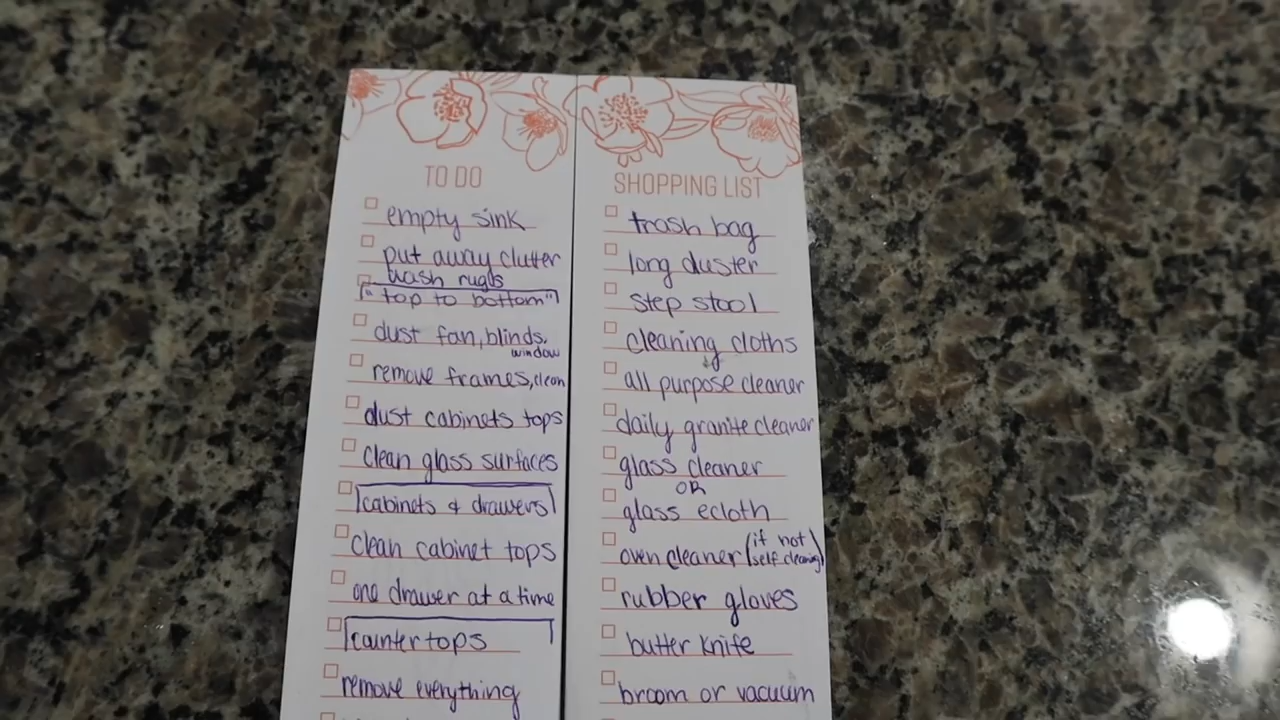 TO DO
empty sink
put away clutter
wash rugs
"top to bottom"
dust fan, blinds,
window
remove frames, clean
dust cabinets tops
clean glass surfaces
cabinets & drawers
clean cabinet tops
one drawer at a time
countertops
remove everything
SHOPPING LIST
trash bag
long duster
step stool
cleaning cloths
all purpose cleaner
daily granite cleaner
glass cleaner
OR
glass ecloth
oven cleaner (if not
self cleaning)
rubber gloves
butter knife
broom or vacuum